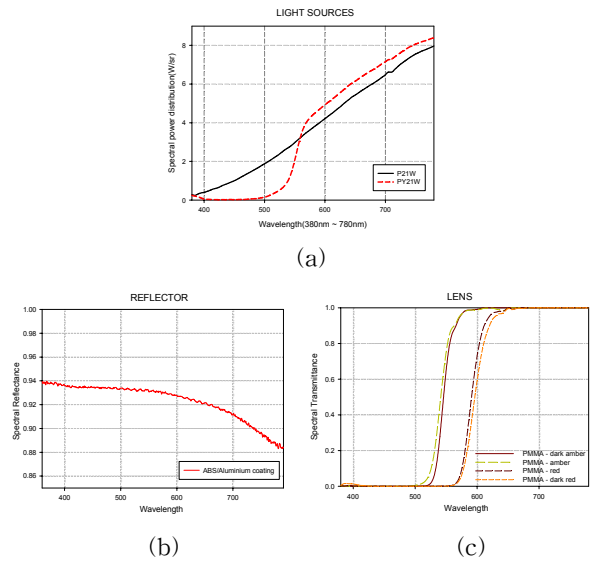 LIGHT SOURCES
Spectral power distribution(W/sr)
8
6
4
2
0
P21W
PY21W
400 500 600 700
Wavelength(380nm ~ 780nm)
(a)
REFLECTOR
Spectral Reflectance
1.00
0.98
0.96
0.94
0.92
0.90
0.88
0.86
ABS/Aluminium coating
400 500 600 700
Wavelength
(b)
LENS
Spectral Transmittance
1.0
0.8
0.6
0.4
0.2
0.0
PMMA - dark amber
PMMA - amber
PMMA - red
PMMA - dark red
400 500 600 700
Wavelength
(c)